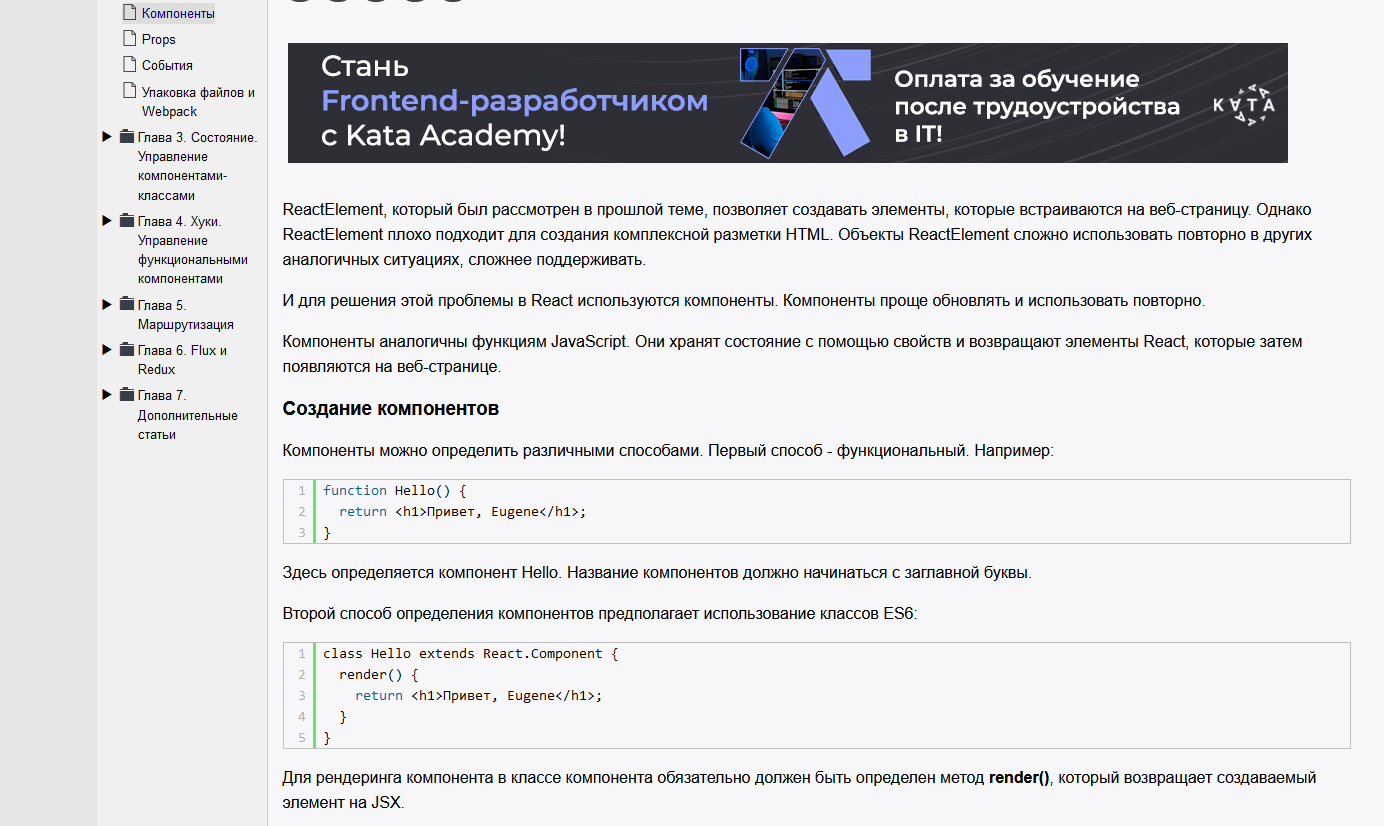 Компоненты
Props
События
Упаковка файлов и
Webpack
Глава 3. Состояние.
Управление
компонентами-
классами
Глава 4. Хуки.
Управление
функциональными
компонентами
Глава 5.
Маршрутизация
Глава 6. Flux и
Redux
Глава 7.
Дополнительные
статьи
Стань
Frontend-разработчиком
с Kata Academy!
Оплата за обучение
после трудоустройства
в IT!
KATA
ReactElement, который был рассмотрен в прошлой теме, позволяет создавать элементы, которые встраиваются на веб-страницу. Однако
ReactElement плохо подходит для создания комплексной разметки HTML. Объекты ReactElement сложно использовать повторно в других
аналогичных ситуациях, сложнее поддерживать.
И для решения этой проблемы в React используются компоненты. Компоненты проще обновлять и использовать повторно.
Компоненты аналогичны функциям JavaScript. Они хранят состояние с помощью свойств и возвращают элементы React, которые затем
появляются на веб-странице.
Создание компонентов
Компоненты можно определить различными способами. Первый способ - функциональный. Например:
1 function Hello() {
2   return <h1>Привет, Eugene</h1>;
3 }
Здесь определяется компонент Hello. Название компонентов должно начинаться с заглавной буквы.
Второй способ определения компонентов предполагает использование классов ES6:
1 class Hello extends React.Component {
2   render() {
3     return <h1>Привет, Eugene</h1>;
4   }
5 }
Для рендеринга компонента в классе компонента обязательно должен быть определен метод render(), который возвращает создаваемый
элемент на JSX.